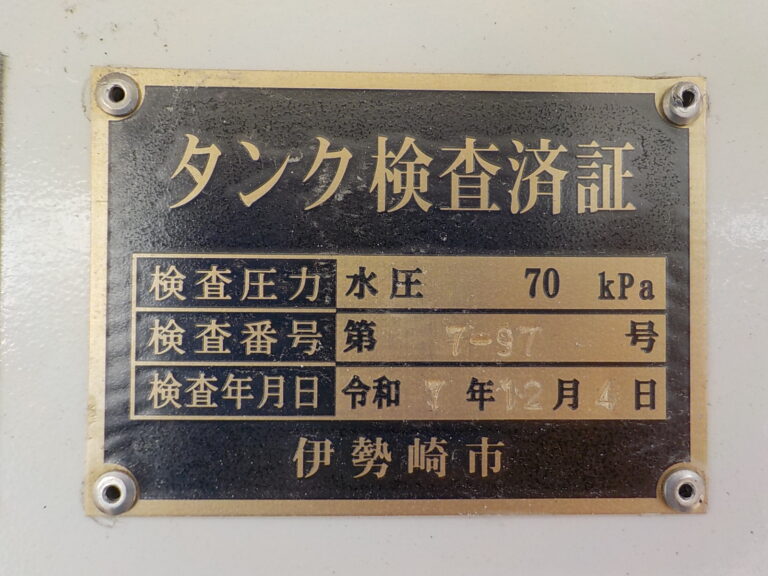 タンク検査済証
検査圧力 水圧 70 kPa
検査番号 第 7-97 号
検査年月日 令和 7 年 12 月 4 日
伊勢崎市